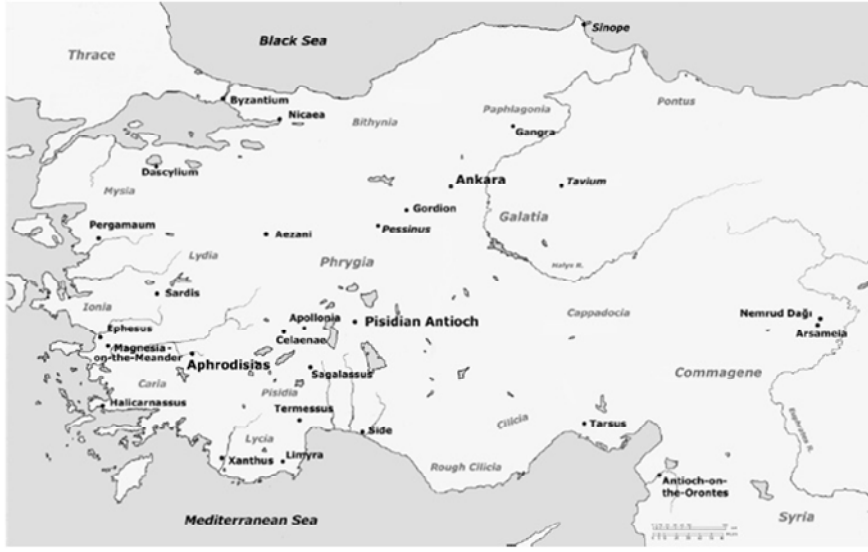 Sinope
Black Sea
Thrace
Byzantium
Nicaea
Bithynia
Paphlagonia
Pontus
Gangra
Dascylium
Mysia
Ankara
Tavium
Gordion
Galatia
Pergamaum
Aezani
Pessinus
Lydia
Phrygia
Halys R.
Sardis
Ionia
Apollonia
Pisidian Antioch
Cappadocia
Nemrud Dağı
Arsameia
Ephesus
Celaenae
Magnesia-
on-the-Meander
Aphrodisias
Sagalassus
Commagene
Caria
Pisidia
Halicarnassus
Termessus
Side
Cilicia
Tarsus
Euphrates R.
Lycia
Xanthus
Limyra
Rough Cilicia
Antioch-on-
the-Orontes
Mediterranean Sea
Syria